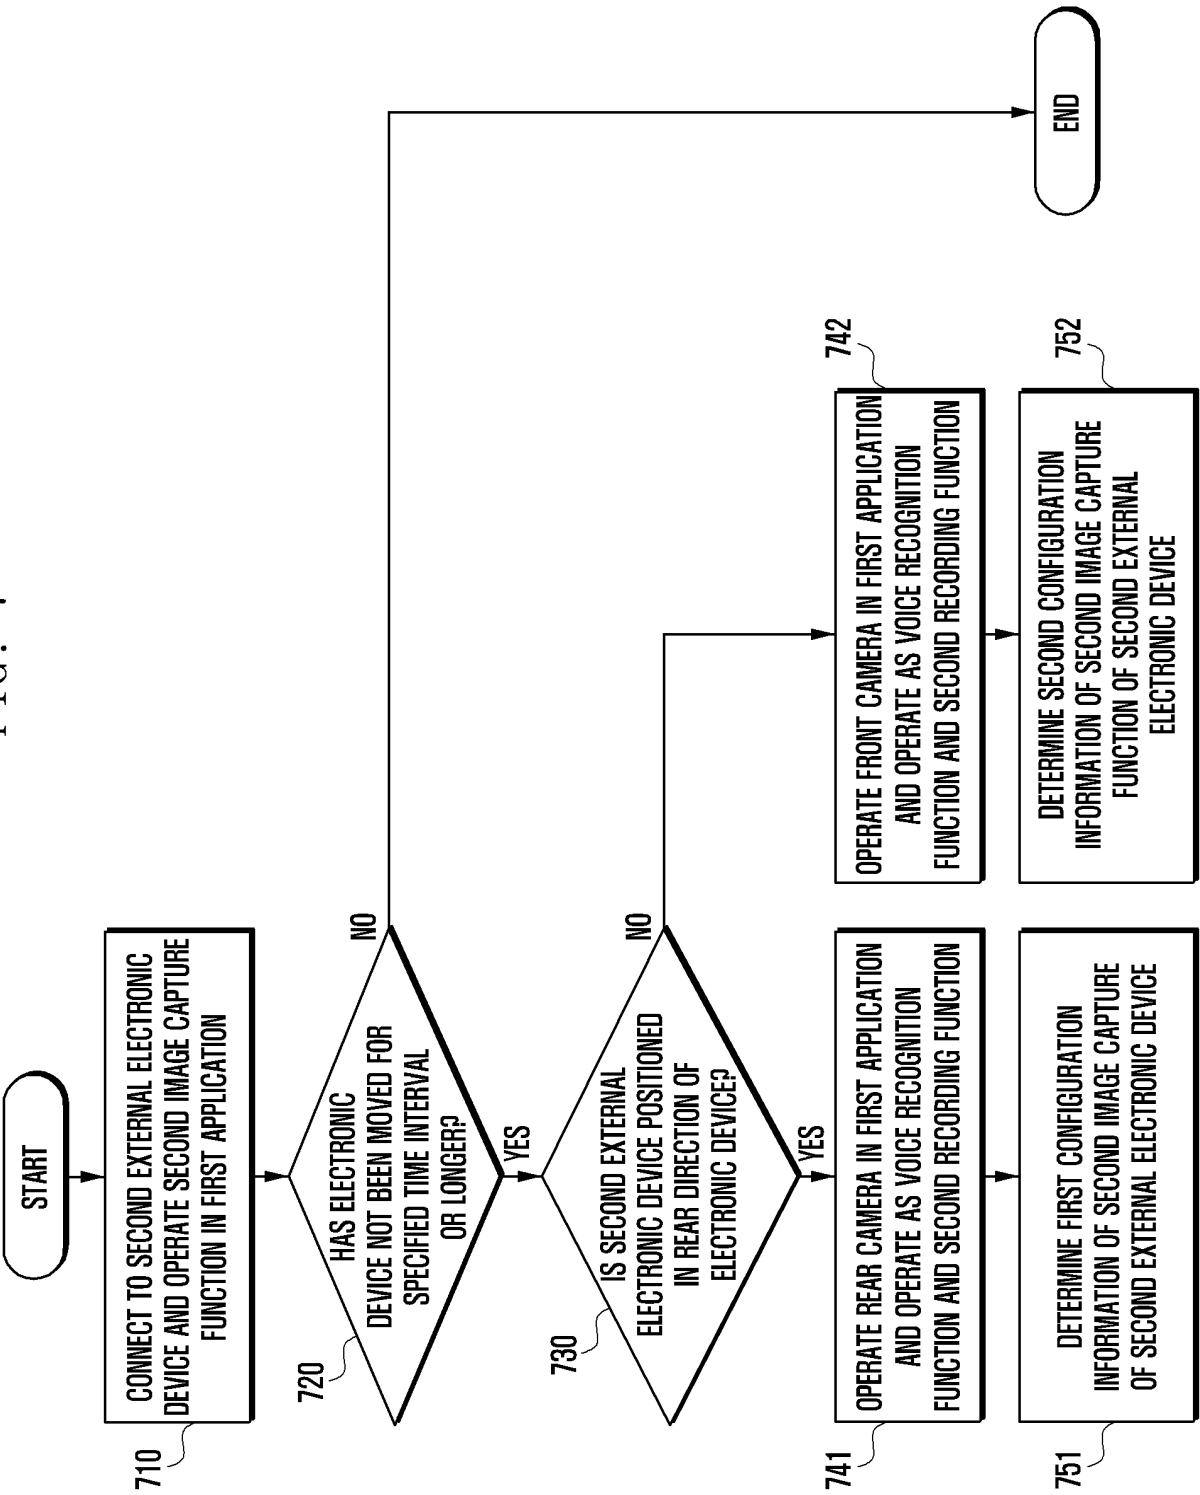 START
710
CONNECT TO SECOND EXTERNAL ELECTRONIC
DEVICE AND OPERATE SECOND IMAGE CAPTURE
FUNCTION IN FIRST APPLICATION
720
HAS ELECTRONIC
DEVICE NOT BEEN MOVED FOR
SPECIFIED TIME INTERVAL
OR LONGER?
NO
YES
730
IS SECOND EXTERNAL
ELECTRONIC DEVICE POSITIONED
IN REAR DIRECTION OF
ELECTRONIC DEVICE?
NO
YES
741
OPERATE REAR CAMERA IN FIRST APPLICATION
AND OPERATE AS VOICE RECOGNITION
FUNCTION AND SECOND RECORDING FUNCTION
742
OPERATE FRONT CAMERA IN FIRST APPLICATION
AND OPERATE AS VOICE RECOGNITION
FUNCTION AND SECOND RECORDING FUNCTION
751
DETERMINE FIRST CONFIGURATION
INFORMATION OF SECOND IMAGE CAPTURE
OF SECOND EXTERNAL ELECTRONIC DEVICE
752
DETERMINE SECOND CONFIGURATION
INFORMATION OF SECOND IMAGE CAPTURE
FUNCTION OF SECOND EXTERNAL
ELECTRONIC DEVICE
END